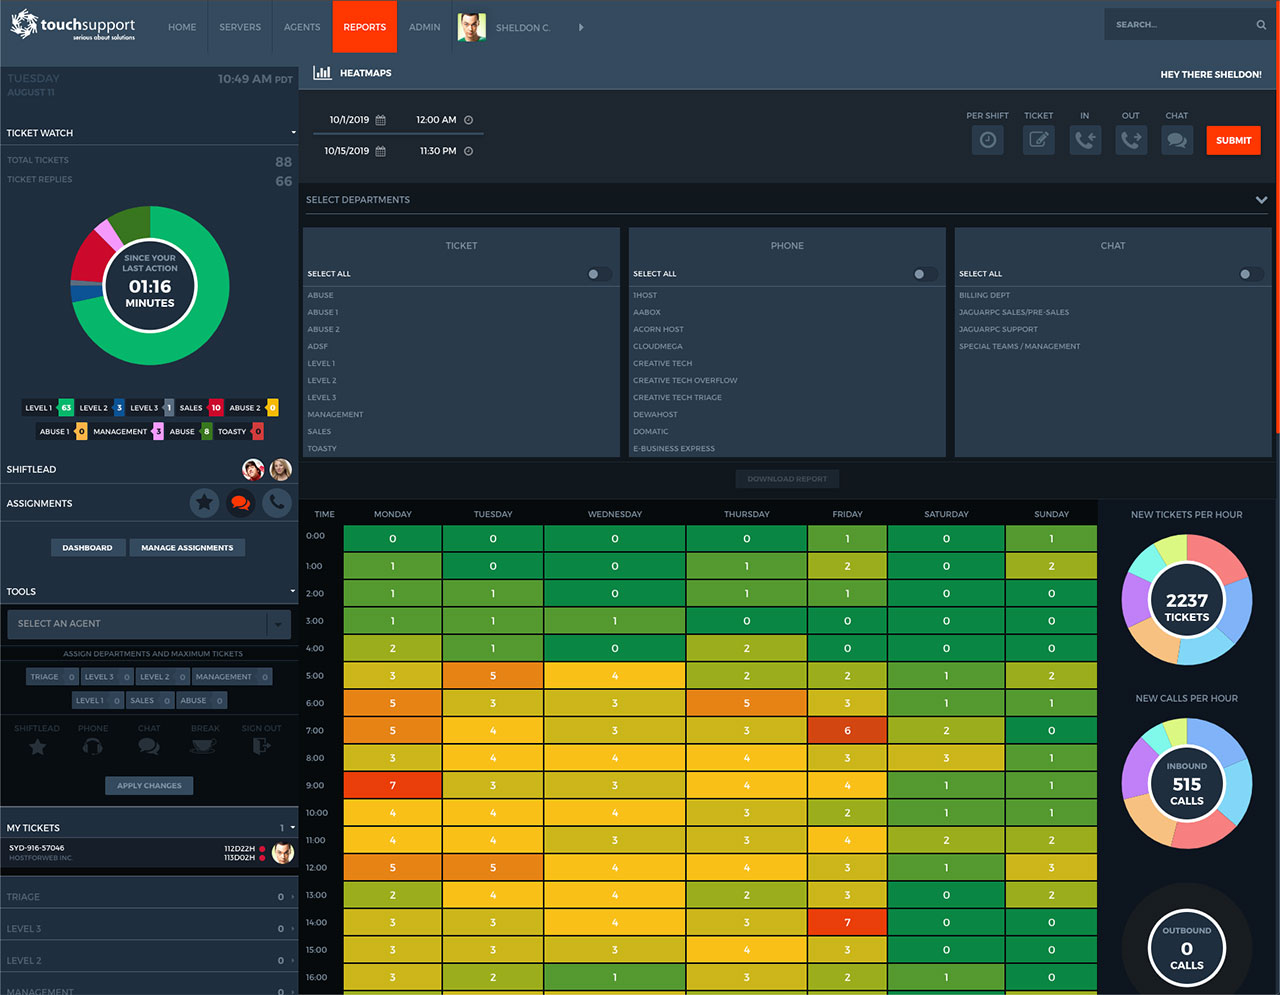 touchsupport
serious about solutions
HOME SERVERS AGENTS REPORTS ADMIN SHELDON C.
SEARCH...
TUESDAY 10:49 AM PDT
AUGUST 11
TICKET WATCH
TOTAL TICKETS 88
TICKET REPLIES 66
SINCE YOUR
LAST ACTION
01:16
MINUTES
LEVEL 1 63 LEVEL 2 3 LEVEL 3 1 SALES 10 ABUSE 2 0
ABUSE 1 0 MANAGEMENT 3 ABUSE 8 TOASTY 0
SHIFTLEAD
ASSIGNMENTS
DASHBOARD MANAGE ASSIGNMENTS
TOOLS
SELECT AN AGENT
ASSIGN DEPARTMENTS AND MAXIMUM TICKETS
TRIAGE 0 LEVEL 3 0 LEVEL 2 0 MANAGEMENT 0
LEVEL 1 0 SALES 0 ABUSE 0
SHIFTLEAD PHONE CHAT BREAK SIGN OUT
APPLY CHANGES
MY TICKETS 1
SYD-916-57046 112D22H
HOSTFORWEB INC. 113D02H
TRIAGE 0
LEVEL 3 0
LEVEL 2 0
MANAGEMENT 0
HEATMAPS
HEY THERE SHELDON!
10/1/2019 12:00 AM
10/15/2019 11:30 PM
PER SHIFT TICKET IN OUT CHAT
SUBMIT
SELECT DEPARTMENTS
TICKET
SELECT ALL
ABUSE
ABUSE 1
ABUSE 2
ADSF
LEVEL 1
LEVEL 2
LEVEL 3
MANAGEMENT
SALES
TOASTY
PHONE
SELECT ALL
1HOST
AABOX
ACORN HOST
CLOUDMEGA
CREATIVE TECH
CREATIVE TECH OVERFLOW
CREATIVE TECH TRIAGE
DEWAHOST
DOMATIC
E-BUSINESS EXPRESS
CHAT
SELECT ALL
BILLING DEPT
JAGUARPC SALES/PRE-SALES
JAGUARPC SUPPORT
SPECIAL TEAMS / MANAGEMENT
DOWNLOAD REPORT
TIME MONDAY TUESDAY WEDNESDAY THURSDAY FRIDAY SATURDAY SUNDAY
0:00 0 0 0 0 1 0 1
1:00 1 0 0 1 2 0 2
2:00 1 1 0 1 1 0 0
3:00 1 1 1 0 0 0 0
4:00 2 1 0 2 0 0 0
5:00 3 5 4 2 2 1 2
6:00 5 3 3 5 3 1 1
7:00 5 4 3 3 6 2 0
8:00 3 4 4 4 3 3 1
9:00 7 3 3 4 4 1 1
10:00 4 4 4 3 2 1 1
11:00 4 4 3 3 4 2 2
12:00 5 5 4 4 3 1 3
13:00 2 4 4 2 3 0 2
14:00 3 3 4 3 7 0 0
15:00 3 3 3 4 3 0 0
16:00 3 2 1 3 2 1 0
NEW TICKETS PER HOUR
2237
TICKETS
NEW CALLS PER HOUR
INBOUND
515
CALLS
OUTBOUND
0
CALLS